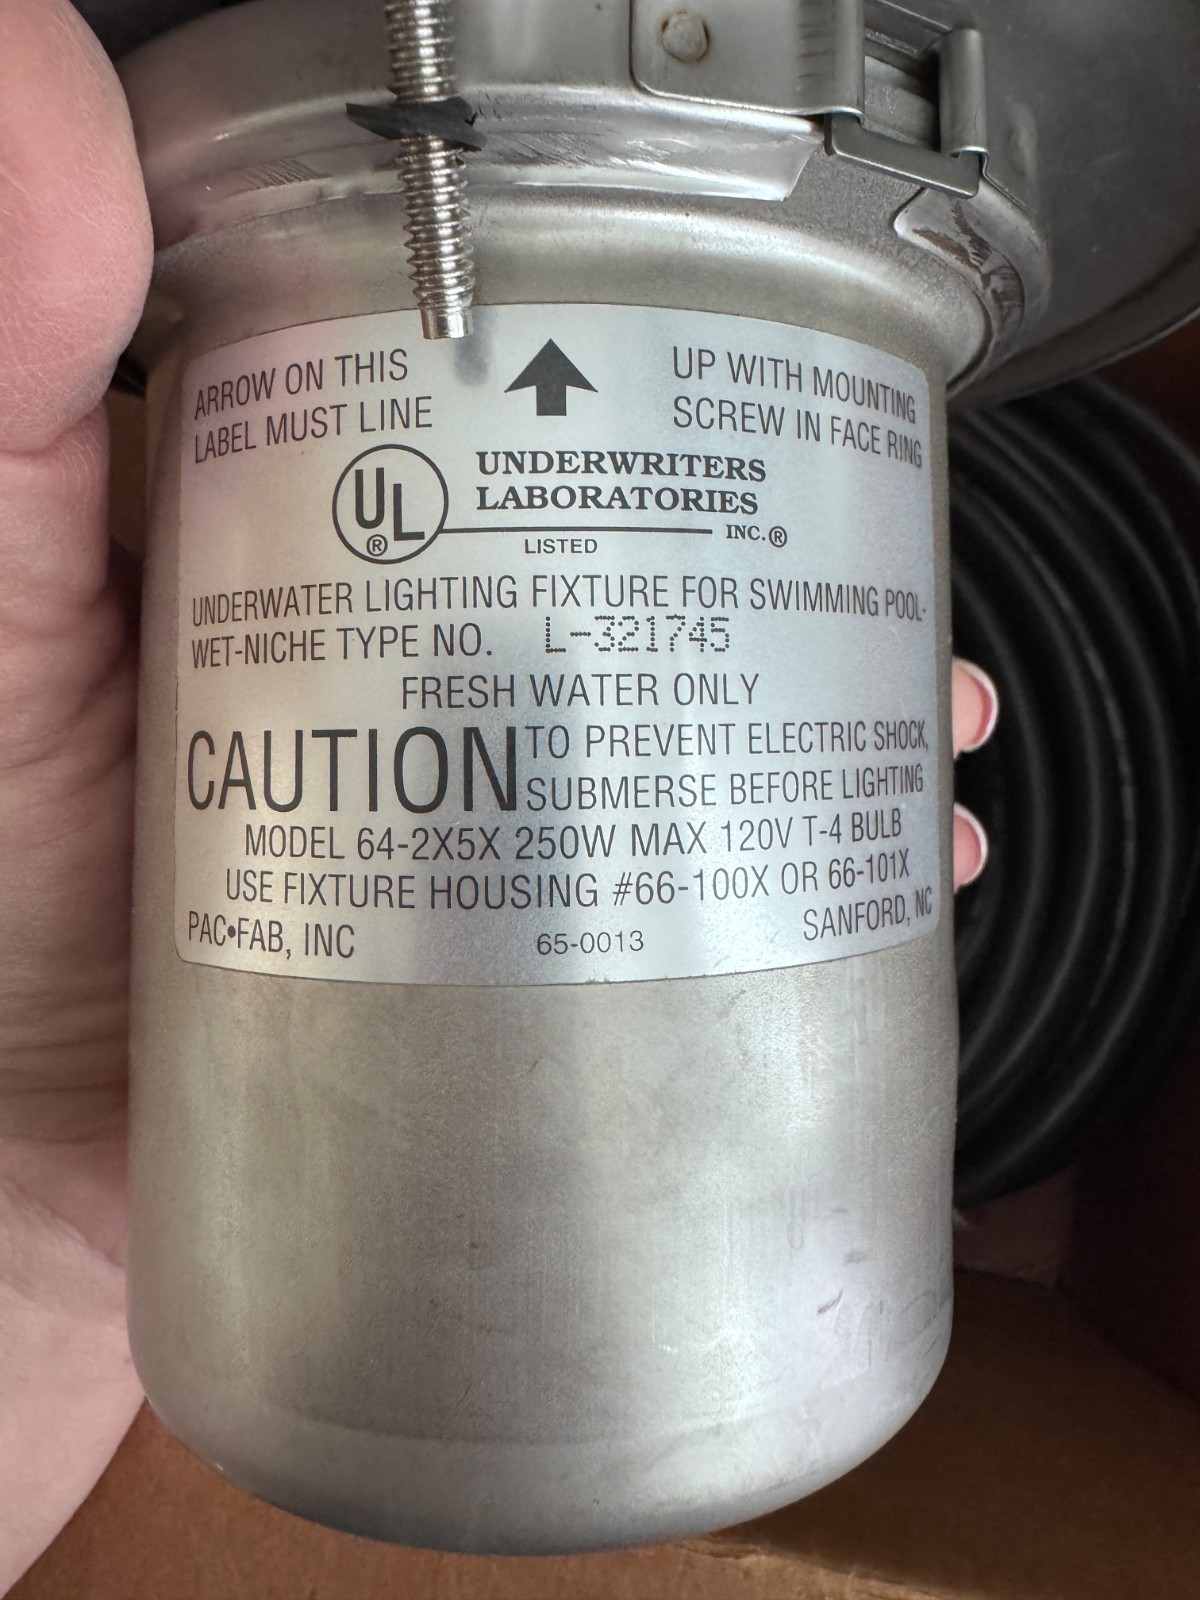 ARROW ON THIS
LABEL MUST LINE
UP WITH MOUNTING
SCREW IN FACE RING
UL
®
UNDERWRITERS
LABORATORIES
INC.®
LISTED
UNDERWATER LIGHTING FIXTURE FOR SWIMMING POOL-
WET-NICHE TYPE NO. L-321745
FRESH WATER ONLY
CAUTION TO PREVENT ELECTRIC SHOCK,
SUBMERSE BEFORE LIGHTING
MODEL 64-2X5X 250W MAX 120V T-4 BULB
USE FIXTURE HOUSING #66-100X OR 66-101X
PAC•FAB, INC 65-0013 SANFORD, NC